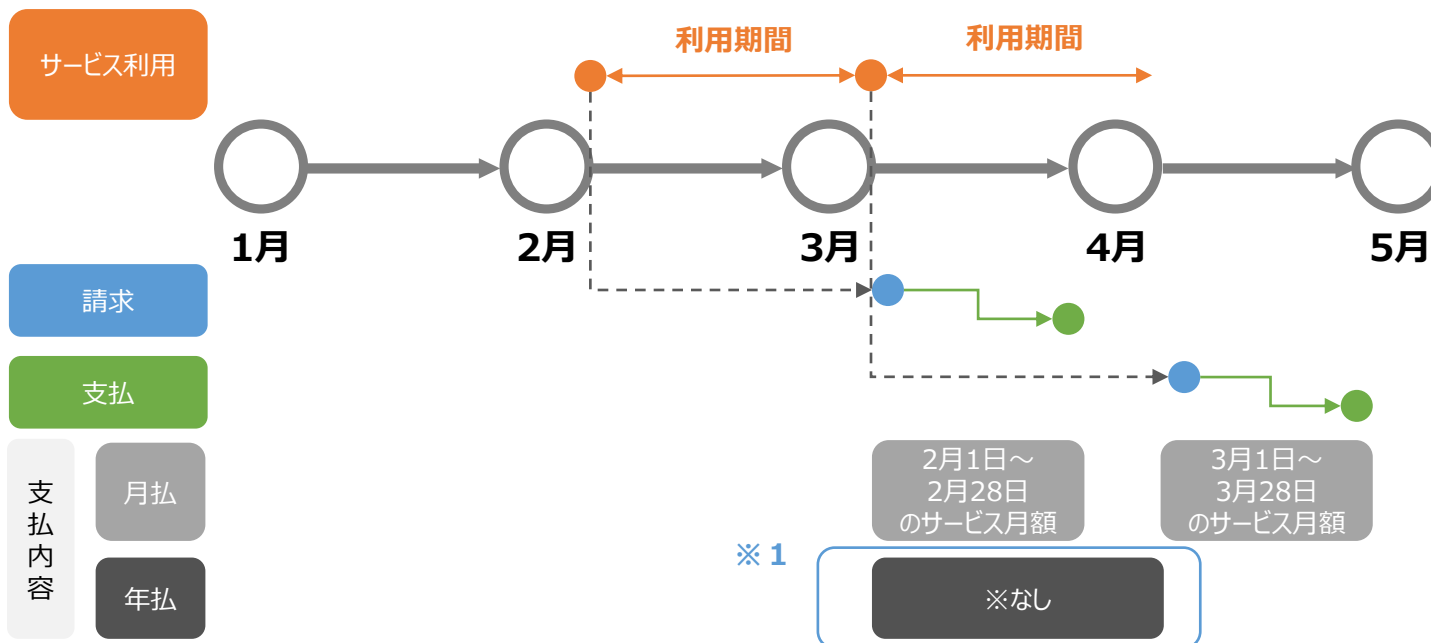 サービス利用
利用期間
利用期間
1月
2月
3月
4月
5月
請求
支払
支払内容
月払
2月1日～
2月28日
のサービス月額
3月1日～
3月28日
のサービス月額
※1
年払
※なし